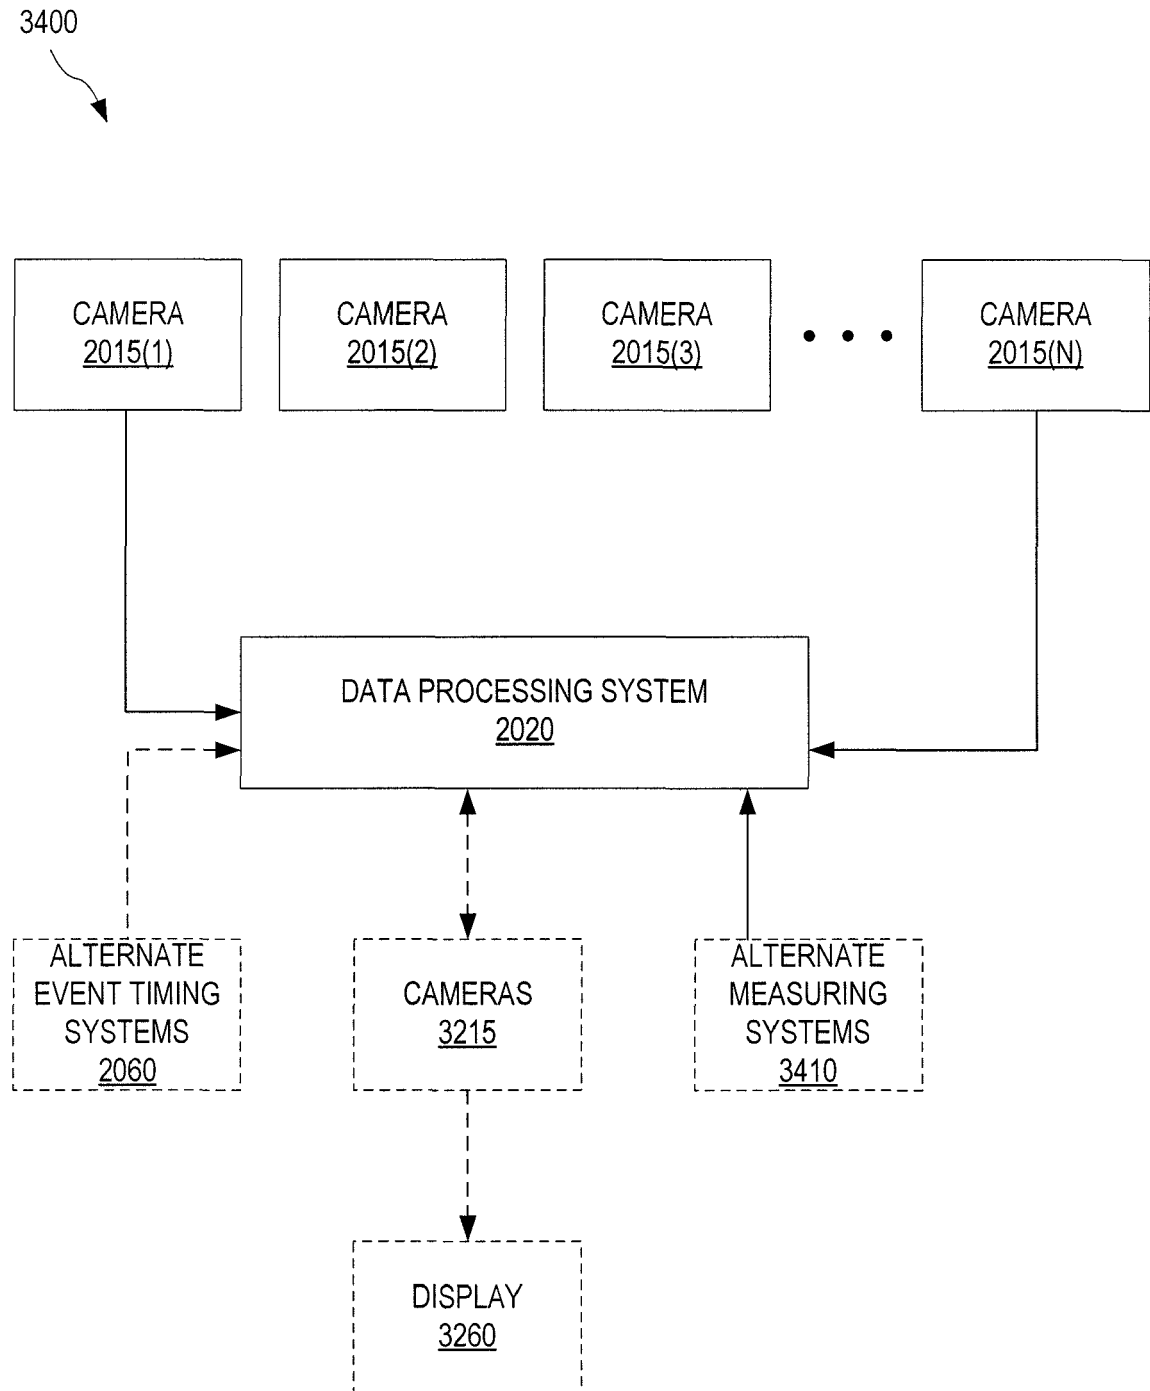 3400
CAMERA
2015(1)
CAMERA
2015(2)
CAMERA
2015(3)
CAMERA
2015(N)
DATA PROCESSING SYSTEM
2020
ALTERNATE
EVENT TIMING
SYSTEMS
2060
CAMERAS
3215
ALTERNATE
MEASURING
SYSTEMS
3410
DISPLAY
3260